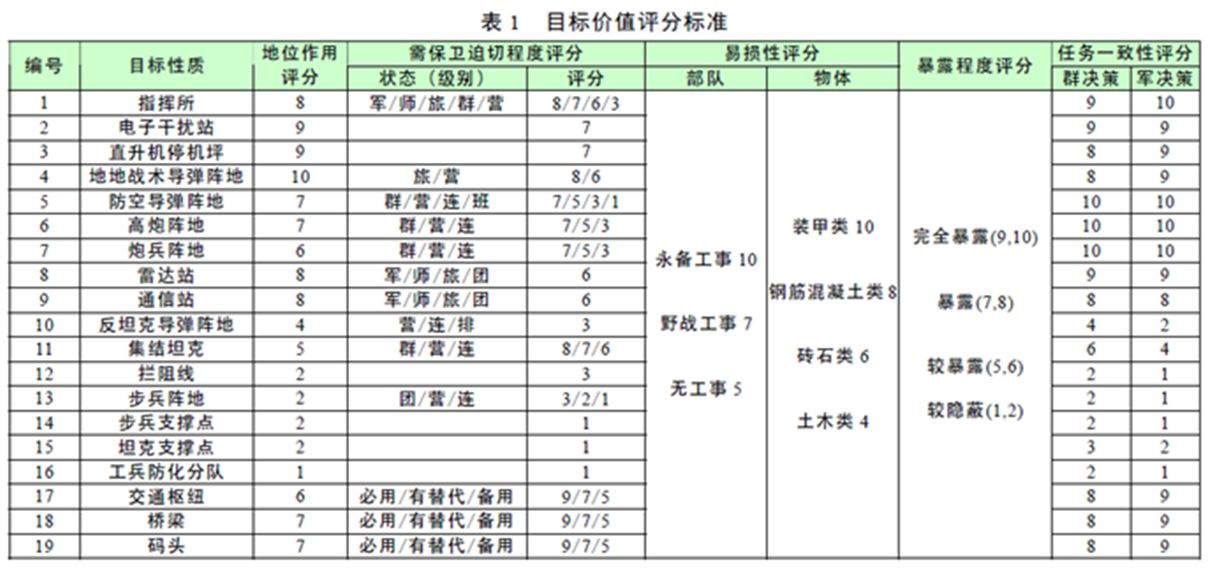 表 1 目标价值评分标准
编号 目标性质 地位作用评分 需保卫迫切程度评分 易损性评分 暴露程度评分 任务一致性评分
状态（级别） 评分 部队 物体 群决策 军决策
1 指挥所 8 军/师/旅/群/营 8/7/6/3 9 10
2 电子干扰站 9 7 9 9
3 直升机停机坪 9 7 8 9
4 地地战术导弹阵地 10 旅/营 8/6 8 9
5 防空导弹阵地 7 群/营/连/班 7/5/3/1 10 10
6 高炮阵地 7 群/营/连 7/5/3 装甲类 10 10 10
7 炮兵阵地 6 群/营/连 7/5/3 永备工事 10 完全暴露(9,10) 10 10
8 雷达站 8 军/师/旅/团 6 9 9
9 通信站 8 军/师/旅/团 6 钢筋混凝土类 8 暴露(7,8) 8 8
10 反坦克导弹阵地 4 营/连/排 3 野战工事 7 4 2
11 集结坦克 5 群/营/连 8/7/6 砖石类 6 6 4
12 拦阻线 2 3 较暴露(5,6) 2 1
13 步兵阵地 2 团/营/连 3/2/1 无工事 5 较隐蔽(1,2) 2 1
14 步兵支撑点 2 1 土木类 4 2 1
15 坦克支撑点 2 1 3 2
16 工兵防化分队 1 1 2 1
17 交通枢纽 6 必用/有替代/备用 9/7/5 8 9
18 桥梁 7 必用/有替代/备用 9/7/5 8 9
19 码头 7 必用/有替代/备用 9/7/5 8 9